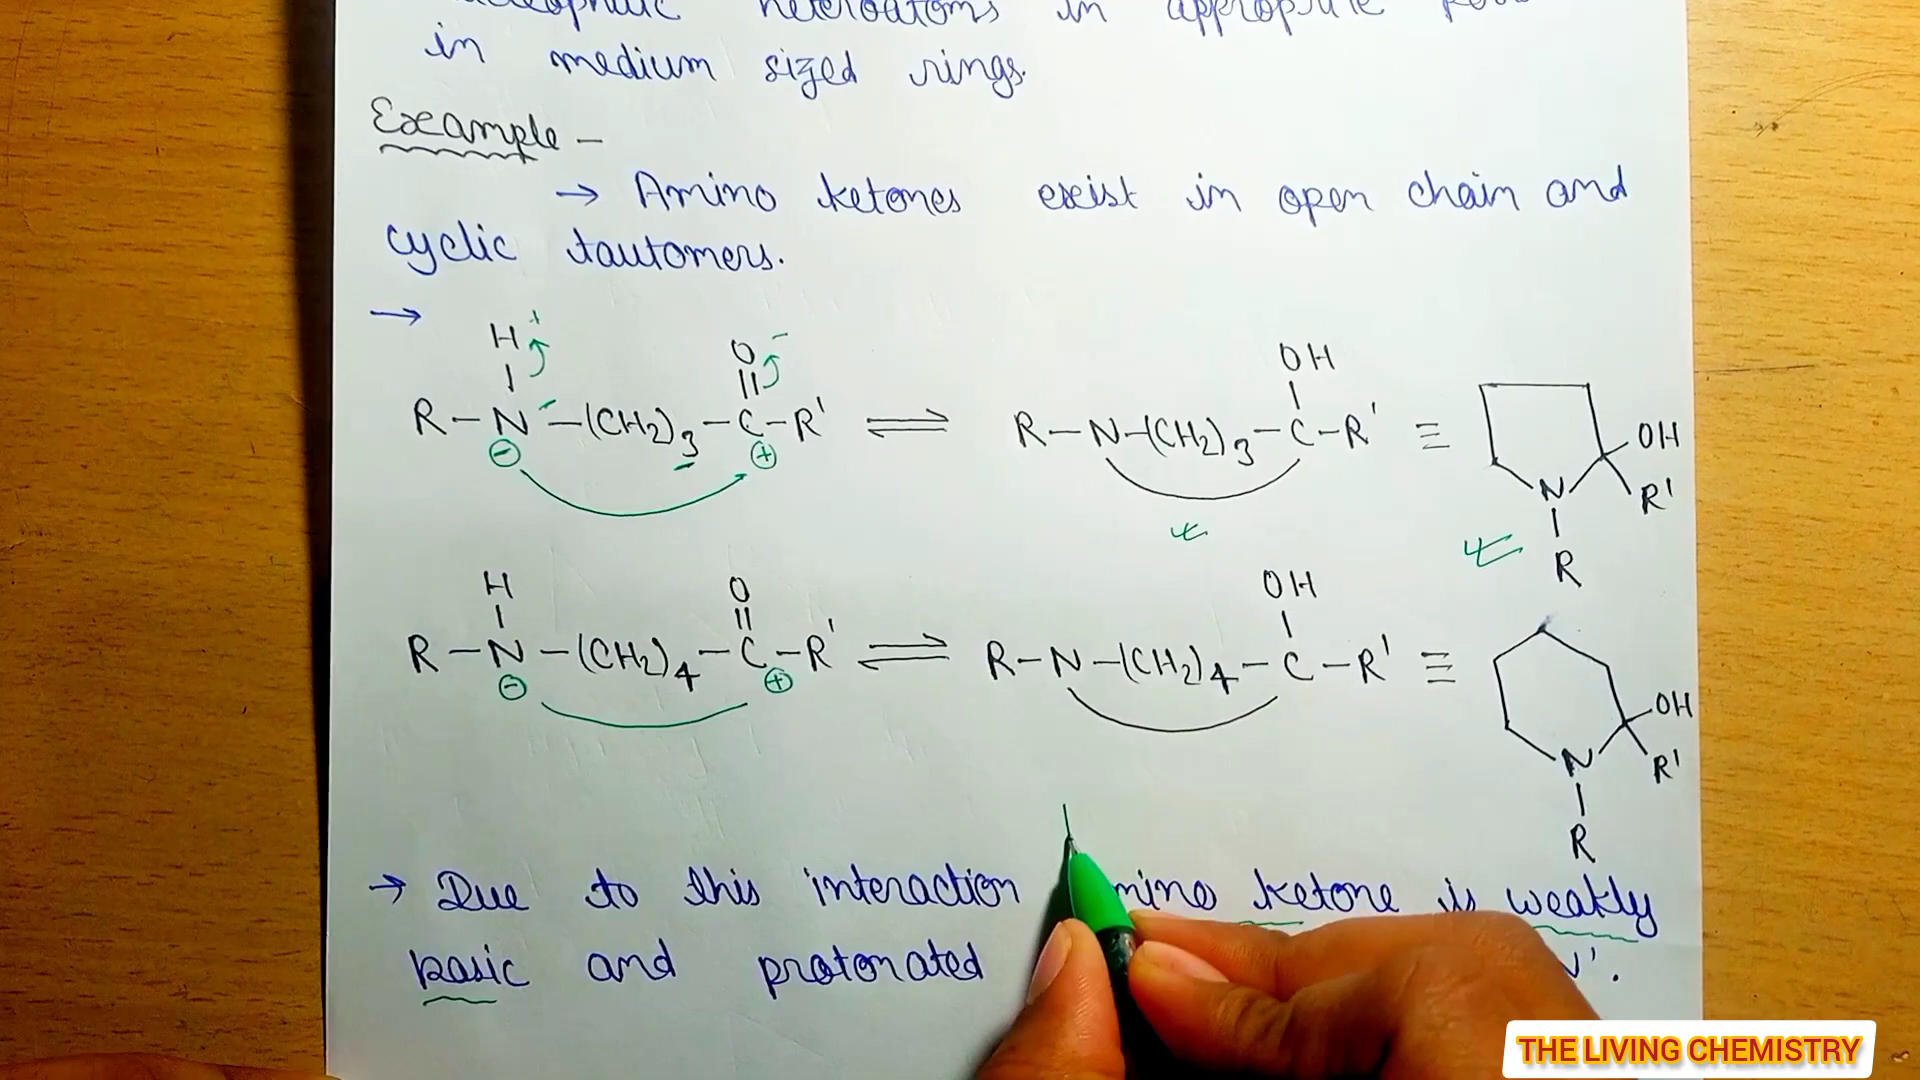 heteroatoms in
in medium sized rings.
Example -
→ Amino ketones exist in open chain and
cyclic tautomers.
→
H + O -
R-N-(CH2)3-C-R' ⇌ R-N-(CH2)3-C-R' ≡
OH
⊖ ⊕
OH
R'
N
R
H O OH
R-N-(CH2)4-C-R' ⇌ R-N-(CH2)4-C-R' ≡
⊖ ⊕
OH
R'
N
R
→ Due to this interaction ketone is weakly
basic and protonated
THE LIVING CHEMISTRY